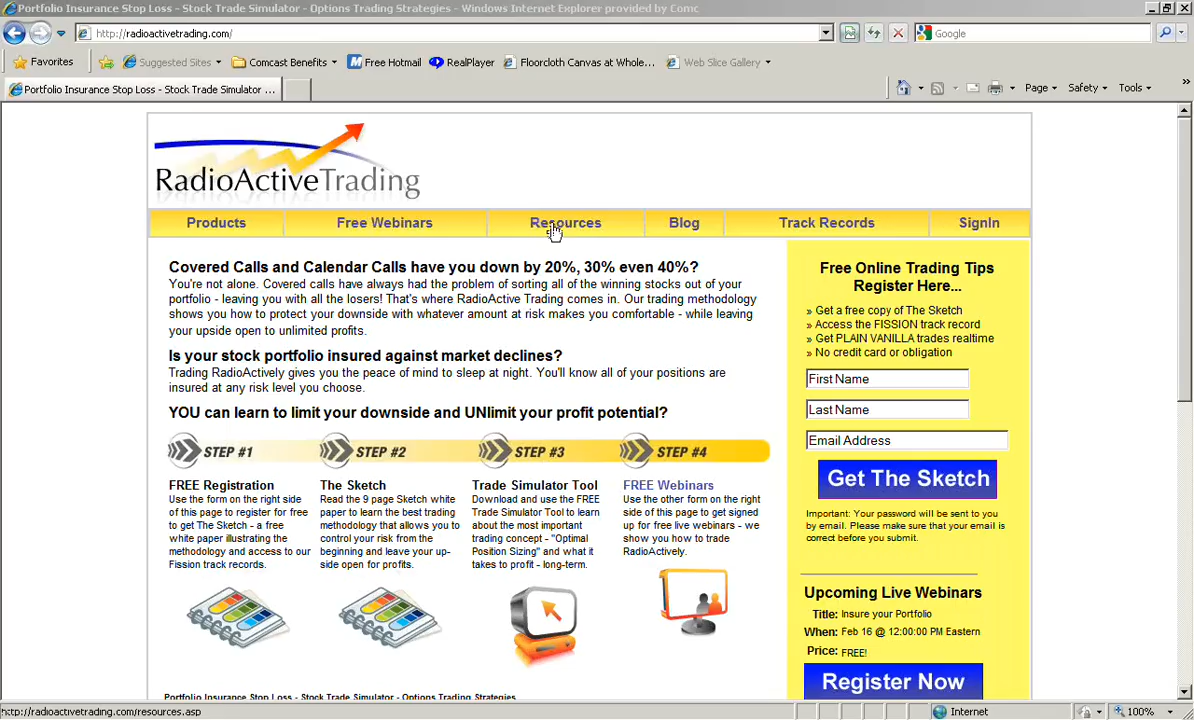 Portfolio Insurance Stop Loss - Stock Trade Simulator - Options Trading Strategies - Windows Internet Explorer provided by Comc
http://radioactivetrading.com/
Google
Favorites Suggested Sites Comcast Benefits Free Hotmail RealPlayer Floorcloth Canvas at Whole... Web Slice Gallery
Portfolio Insurance Stop Loss - Stock Trade Simulator ...
Page Safety Tools
RadioActiveTrading
Products Free Webinars Resources Blog Track Records SignIn
Covered Calls and Calendar Calls have you down by 20%, 30% even 40%?
You're not alone. Covered calls have always had the problem of sorting all of the winning stocks out of your
portfolio - leaving you with all the losers! That's where RadioActive Trading comes in. Our trading methodology
shows you how to protect your downside with whatever amount at risk makes you comfortable - while leaving
your upside open to unlimited profits.
Is your stock portfolio insured against market declines?
Trading RadioActively gives you the peace of mind to sleep at night. You'll know all of your positions are
insured at any risk level you choose.
YOU can learn to limit your downside and UNlimit your profit potential?
STEP #1 STEP #2 STEP #3 STEP #4
FREE Registration
Use the form on the right side
of this page to register for free
to get The Sketch - a free
white paper illustrating the
methodology and access to our
Fission track records.
The Sketch
Read the 9 page Sketch white
paper to learn the best trading
methodology that allows you to
control your risk from the
beginning and leave your up-
side open for profits.
Trade Simulator Tool
Download and use the FREE
Trade Simulator Tool to learn
about the most important
trading concept - "Optimal
Position Sizing" and what it
takes to profit - long-term.
FREE Webinars
Use the other form on the right
side of this page to get signed
up for free live webinars - we
show you how to trade
RadioActively.
Portfolio Insurance Stop Loss - Stock Trade Simulator - Options Trading Strategies
Free Online Trading Tips
Register Here...
» Get a free copy of The Sketch
» Access the FISSION track record
» Get PLAIN VANILLA trades realtime
» No credit card or obligation
First Name
Last Name
Email Address
Get The Sketch
Important: Your password will be sent to you
by email. Please make sure that your email is
correct before you submit.
Upcoming Live Webinars
Title: Insure your Portfolio
When: Feb 16 @ 12:00:00 PM Eastern
Price: FREE!
Register Now
http://radioactivetrading.com/resources.asp
Internet
100%